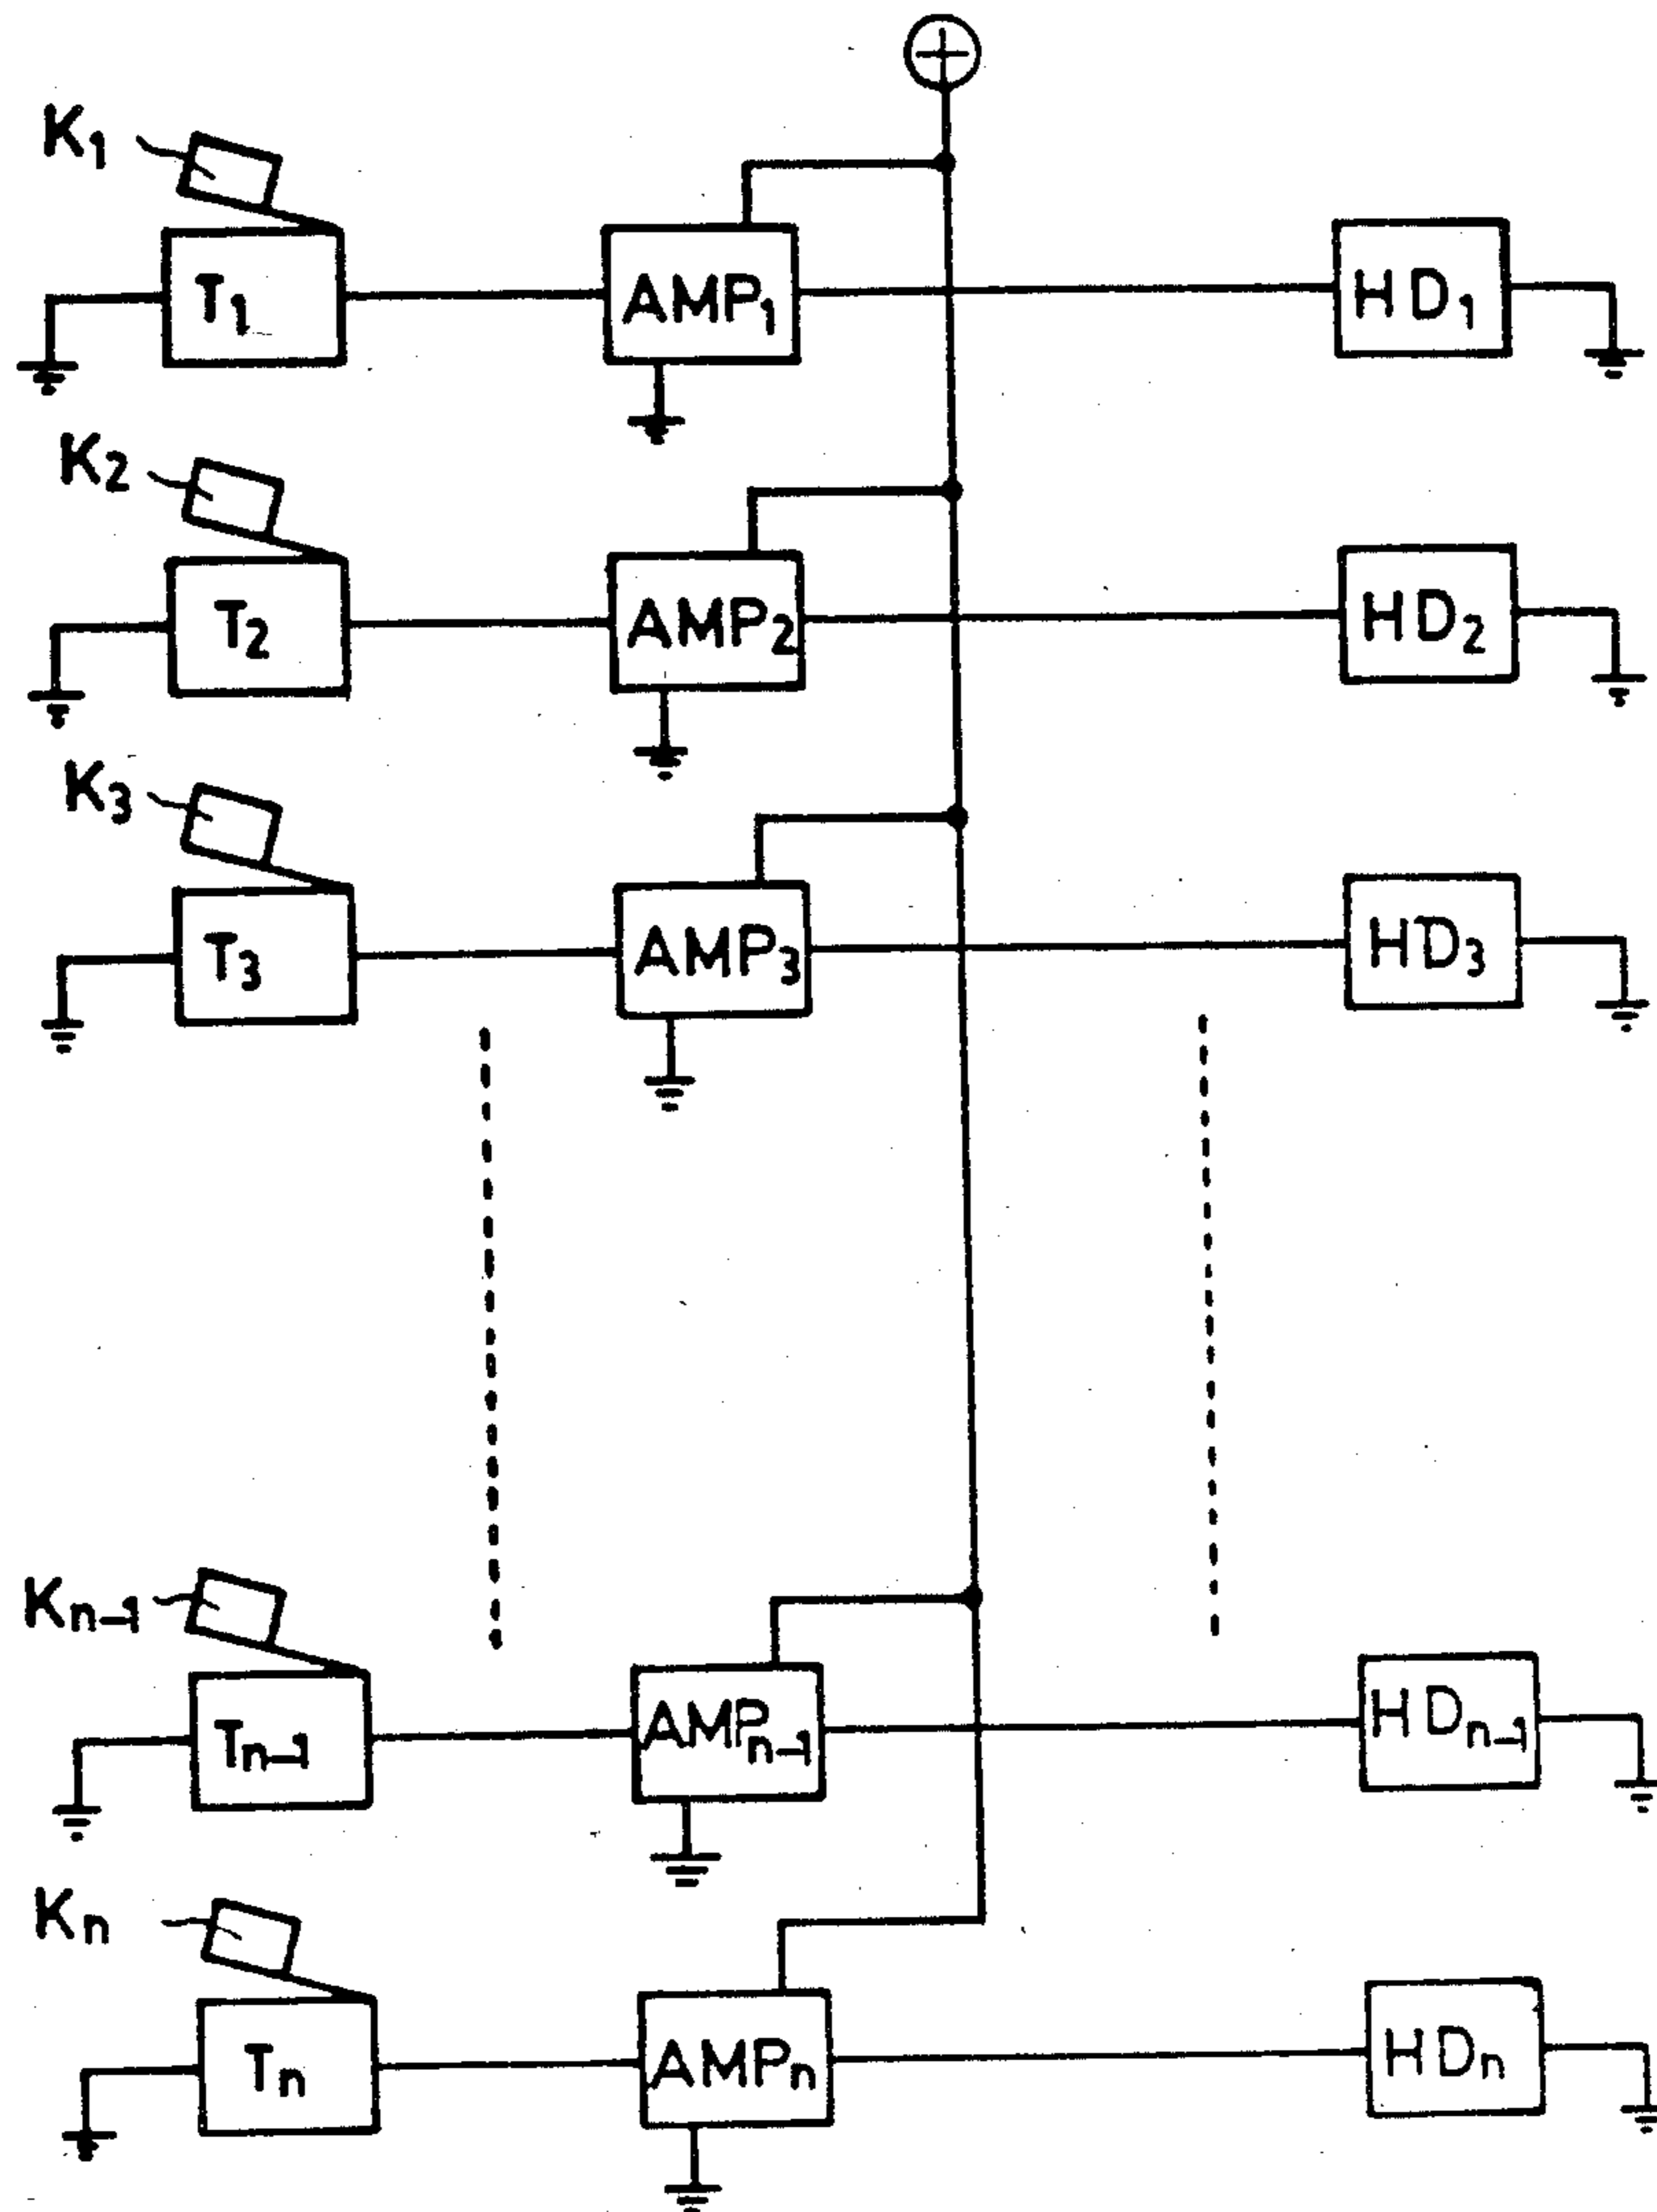 K₁
T₁ AMP₁ HD₁
K₂
T₂ AMP₂ HD₂
K₃
T₃ AMP₃ HD₃
Kₙ₋₁
Tₙ₋₁ AMPₙ₋₁ HDₙ₋₁
Kₙ
Tₙ AMPₙ HDₙ